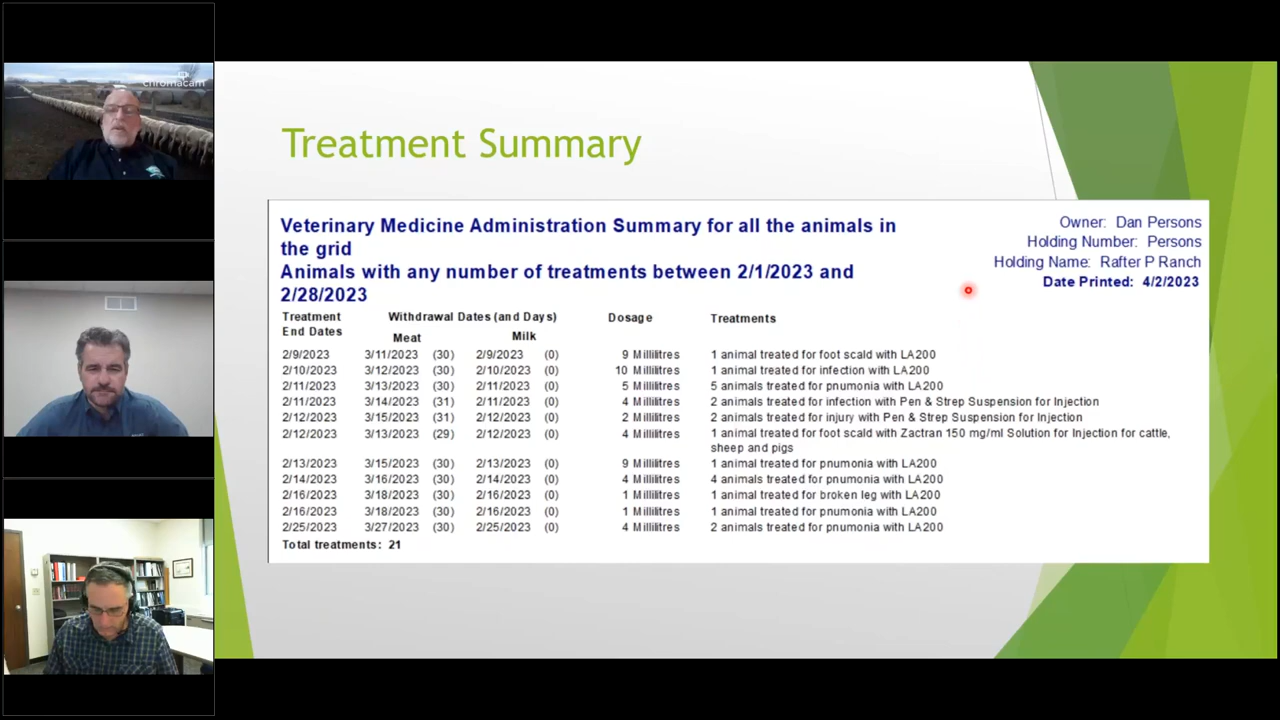 chromacam
Treatment Summary
Veterinary Medicine Administration Summary for all the animals in
the grid
Animals with any number of treatments between 2/1/2023 and
2/28/2023
Owner: Dan Persons
Holding Number: Persons
Holding Name: Rafter P Ranch
Date Printed: 4/2/2023
Treatment Withdrawal Dates (and Days) Dosage Treatments
End Dates Meat Milk
2/9/2023 3/11/2023 (30) 2/9/2023 (0) 9 Millilitres 1 animal treated for foot scald with LA200
2/10/2023 3/12/2023 (30) 2/10/2023 (0) 10 Millilitres 1 animal treated for infection with LA200
2/11/2023 3/13/2023 (30) 2/11/2023 (0) 5 Millilitres 5 animals treated for pnumonia with LA200
2/11/2023 3/14/2023 (31) 2/11/2023 (0) 4 Millilitres 2 animals treated for infection with Pen & Strep Suspension for Injection
2/12/2023 3/15/2023 (31) 2/12/2023 (0) 2 Millilitres 2 animals treated for injury with Pen & Strep Suspension for Injection
2/12/2023 3/13/2023 (29) 2/12/2023 (0) 4 Millilitres 1 animal treated for foot scald with Zactran 150 mg/ml Solution for Injection for cattle,
sheep and pigs
2/13/2023 3/15/2023 (30) 2/13/2023 (0) 9 Millilitres 1 animal treated for pnumonia with LA200
2/14/2023 3/16/2023 (30) 2/14/2023 (0) 4 Millilitres 4 animals treated for pnumonia with LA200
2/16/2023 3/18/2023 (30) 2/16/2023 (0) 1 Millilitres 1 animal treated for broken leg with LA200
2/16/2023 3/18/2023 (30) 2/16/2023 (0) 1 Millilitres 1 animal treated for pnumonia with LA200
2/25/2023 3/27/2023 (30) 2/25/2023 (0) 4 Millilitres 2 animals treated for pnumonia with LA200
Total treatments: 21